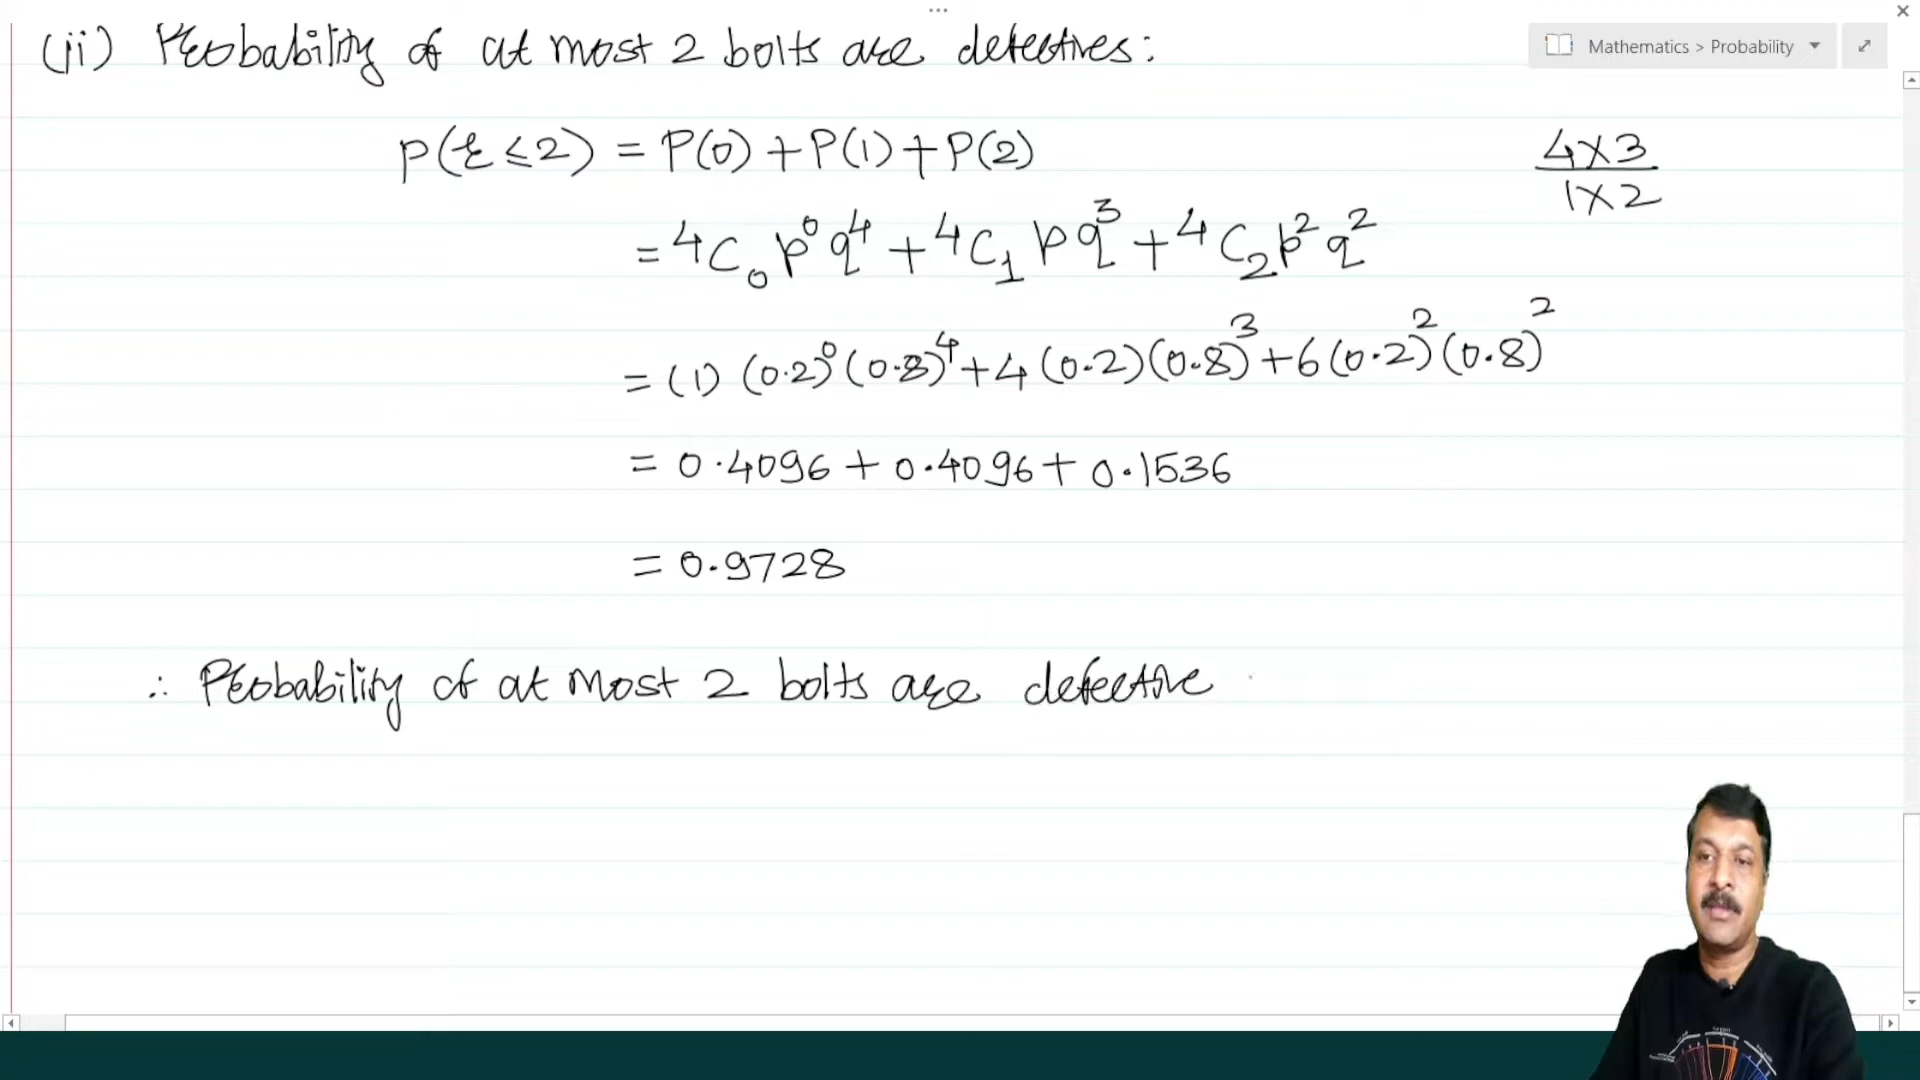 (ii) Probability of at most 2 bolts are defectives:
Mathematics > Probability
p(r ≤ 2) = P(0) + P(1) + P(2)
4 × 3
1 × 2
= 4C₀ p⁰ q⁴ + 4C₁ p q³ + 4C₂ p² q²
= (1) (0.2)⁰ (0.8)⁴ + 4 (0.2) (0.8)³ + 6 (0.2)² (0.8)²
= 0.4096 + 0.4096 + 0.1536
= 0.9728
∴ Probability of at most 2 bolts are defective